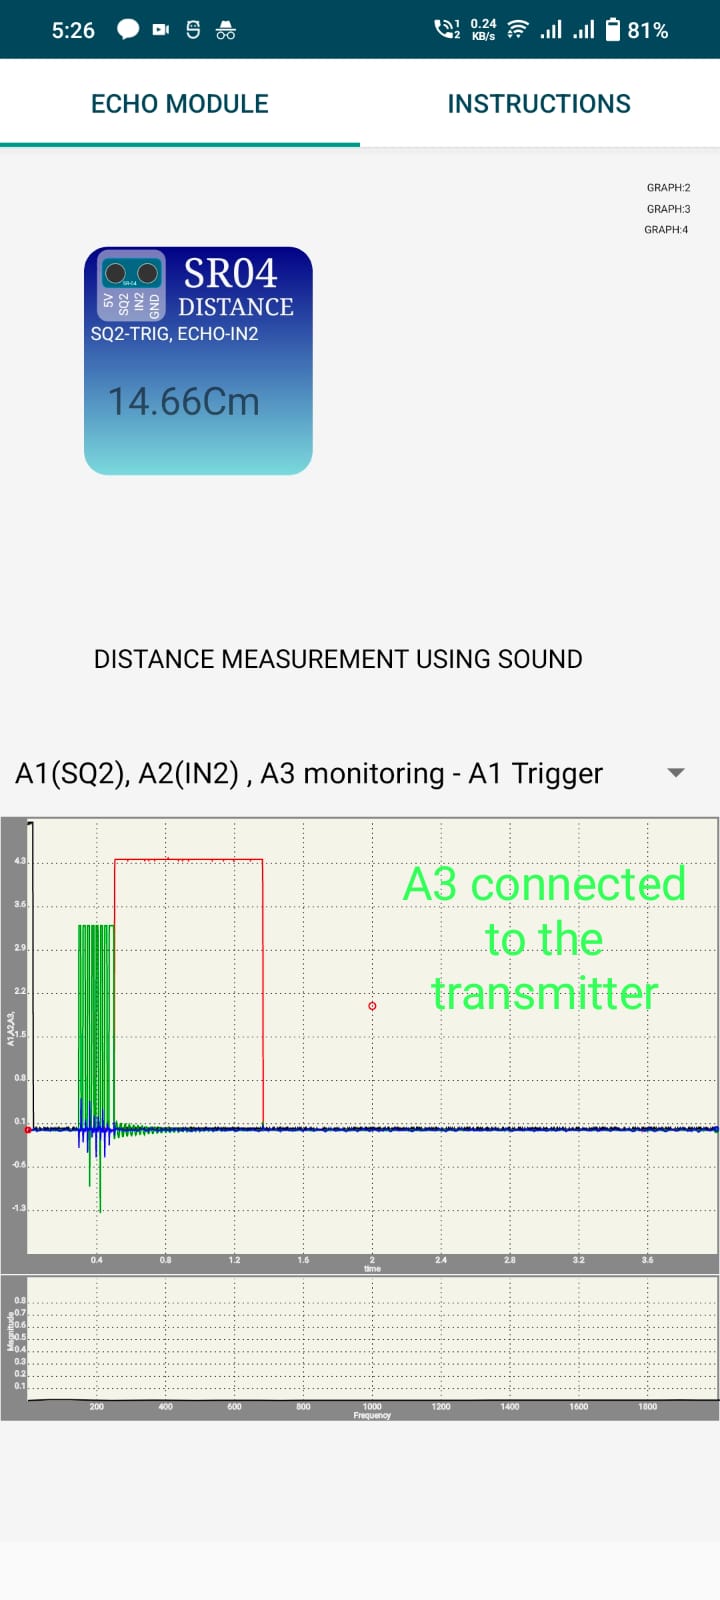 5:26
0.24
KB/s
81%
ECHO MODULE
INSTRUCTIONS
GRAPH:2
GRAPH:3
GRAPH:4
SR-04
5V
SQ2
IN2
GND
SR04
DISTANCE
SQ2-TRIG, ECHO-IN2
14.66Cm
DISTANCE MEASUREMENT USING SOUND
A1(SQ2), A2(IN2) , A3 monitoring - A1 Trigger
A3 connected
to the
transmitter
A1,A2,A3,
4.3
3.6
2.9
2.2
1.5
0.8
0.1
-0.6
-1.3
0.4
0.8
1.2
1.6
2
2.4
2.8
3.2
3.6
time
Magnitude
0.8
0.7
0.6
0.5
0.4
0.3
0.2
0.1
200
400
600
800
1000
1200
1400
1600
1800
Frequency